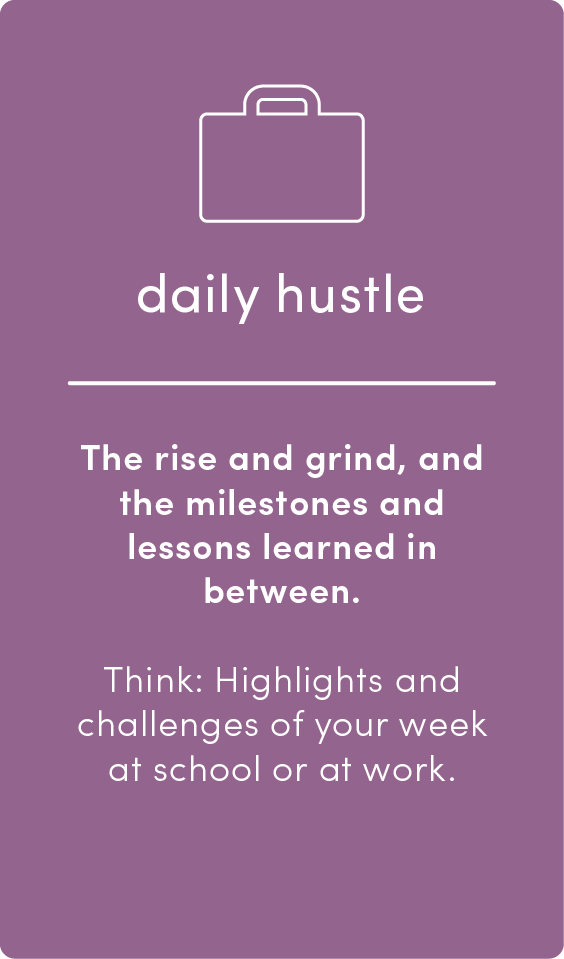 daily hustle
The rise and grind, and
the milestones and
lessons learned in
between.
Think: Highlights and
challenges of your week
at school or at work.